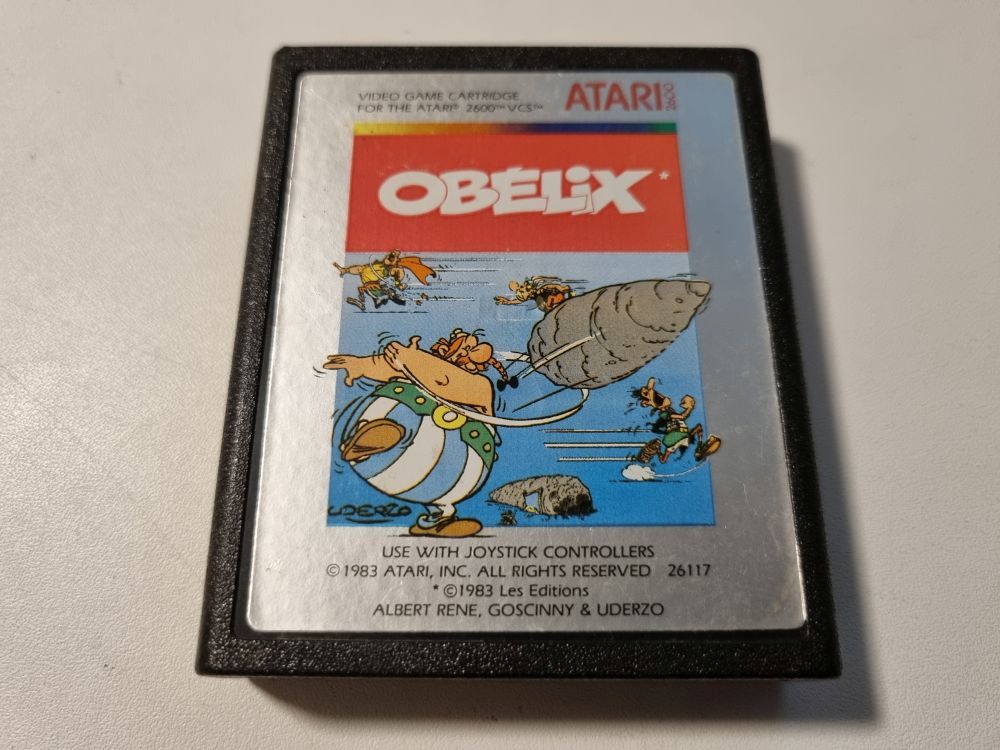 VIDEO GAME CARTRIDGE
FOR THE ATARI® 2600™ VCS™
ATARI 2600
OBÉLiX*
UDERZO
USE WITH JOYSTICK CONTROLLERS
©1983 ATARI, INC. ALL RIGHTS RESERVED 26117
* ©1983 Les Editions
ALBERT RENE, GOSCINNY & UDERZO